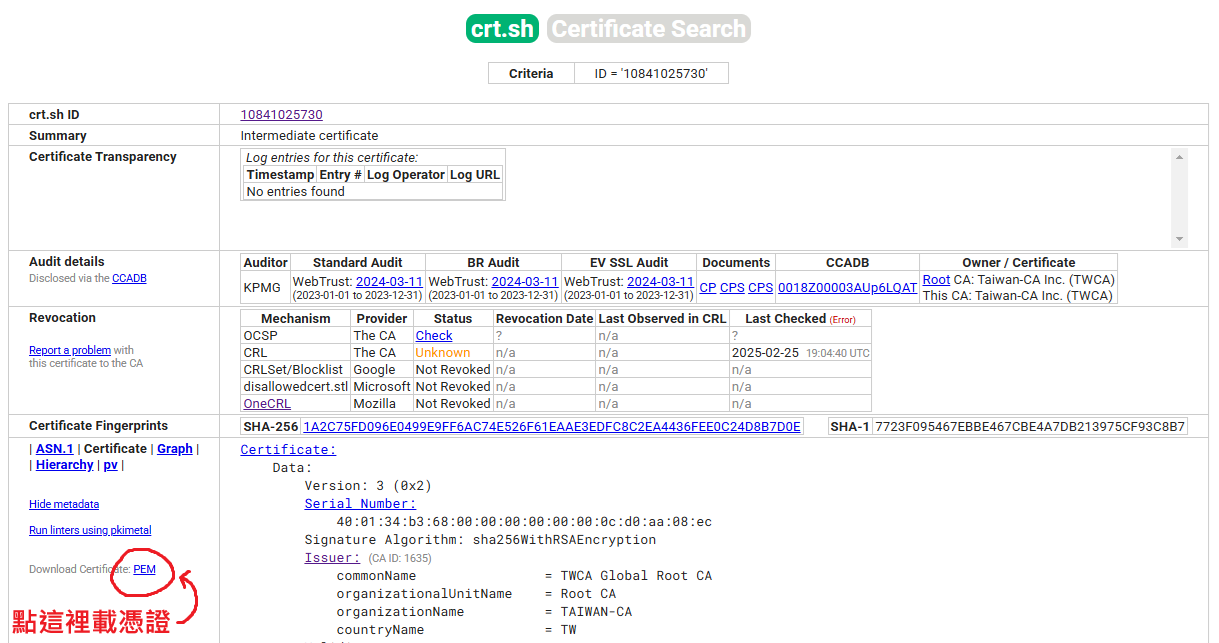 crt.sh Certificate Search
Criteria ID = '10841025730'
crt.sh ID 10841025730
Summary Intermediate certificate
Certificate Transparency
Log entries for this certificate:
Timestamp Entry # Log Operator Log URL
No entries found
Audit details
Disclosed via the CCADB
Auditor Standard Audit BR Audit EV SSL Audit Documents CCADB Owner / Certificate
KPMG WebTrust: 2024-03-11 WebTrust: 2024-03-11 WebTrust: 2024-03-11 CP CPS CPS 0018Z00003AUp6LQAT Root CA: Taiwan-CA Inc. (TWCA)
(2023-01-01 to 2023-12-31) (2023-01-01 to 2023-12-31) (2023-01-01 to 2023-12-31) This CA: Taiwan-CA Inc. (TWCA)
Revocation
Report a problem with
this certificate to the CA
Mechanism Provider Status Revocation Date Last Observed in CRL Last Checked (Error)
OCSP The CA Check ? n/a ?
CRL The CA Unknown n/a n/a 2025-02-25 19:04:40 UTC
CRLSet/Blocklist Google Not Revoked n/a n/a n/a
disallowedcert.stl Microsoft Not Revoked n/a n/a n/a
OneCRL Mozilla Not Revoked n/a n/a n/a
Certificate Fingerprints SHA-256 1A2C75FD096E0499E9FF6AC74E526F61EAAE3EDFC8C2EA4436FEE0C24D8B7D0E SHA-1 7723F095467EBBE467CBE4A7DB213975CF93C8B7
| ASN.1 | Certificate | Graph |
| Hierarchy | pv |
Hide metadata
Run linters using pkimetal
Download Certificate: PEM
點這裡載憑證
Certificate:
Data:
Version: 3 (0x2)
Serial Number:
40:01:34:b3:68:00:00:00:00:00:00:0c:d0:aa:08:ec
Signature Algorithm: sha256WithRSAEncryption
Issuer: (CA ID: 1635)
commonName = TWCA Global Root CA
organizationalUnitName = Root CA
organizationName = TAIWAN-CA
countryName = TW